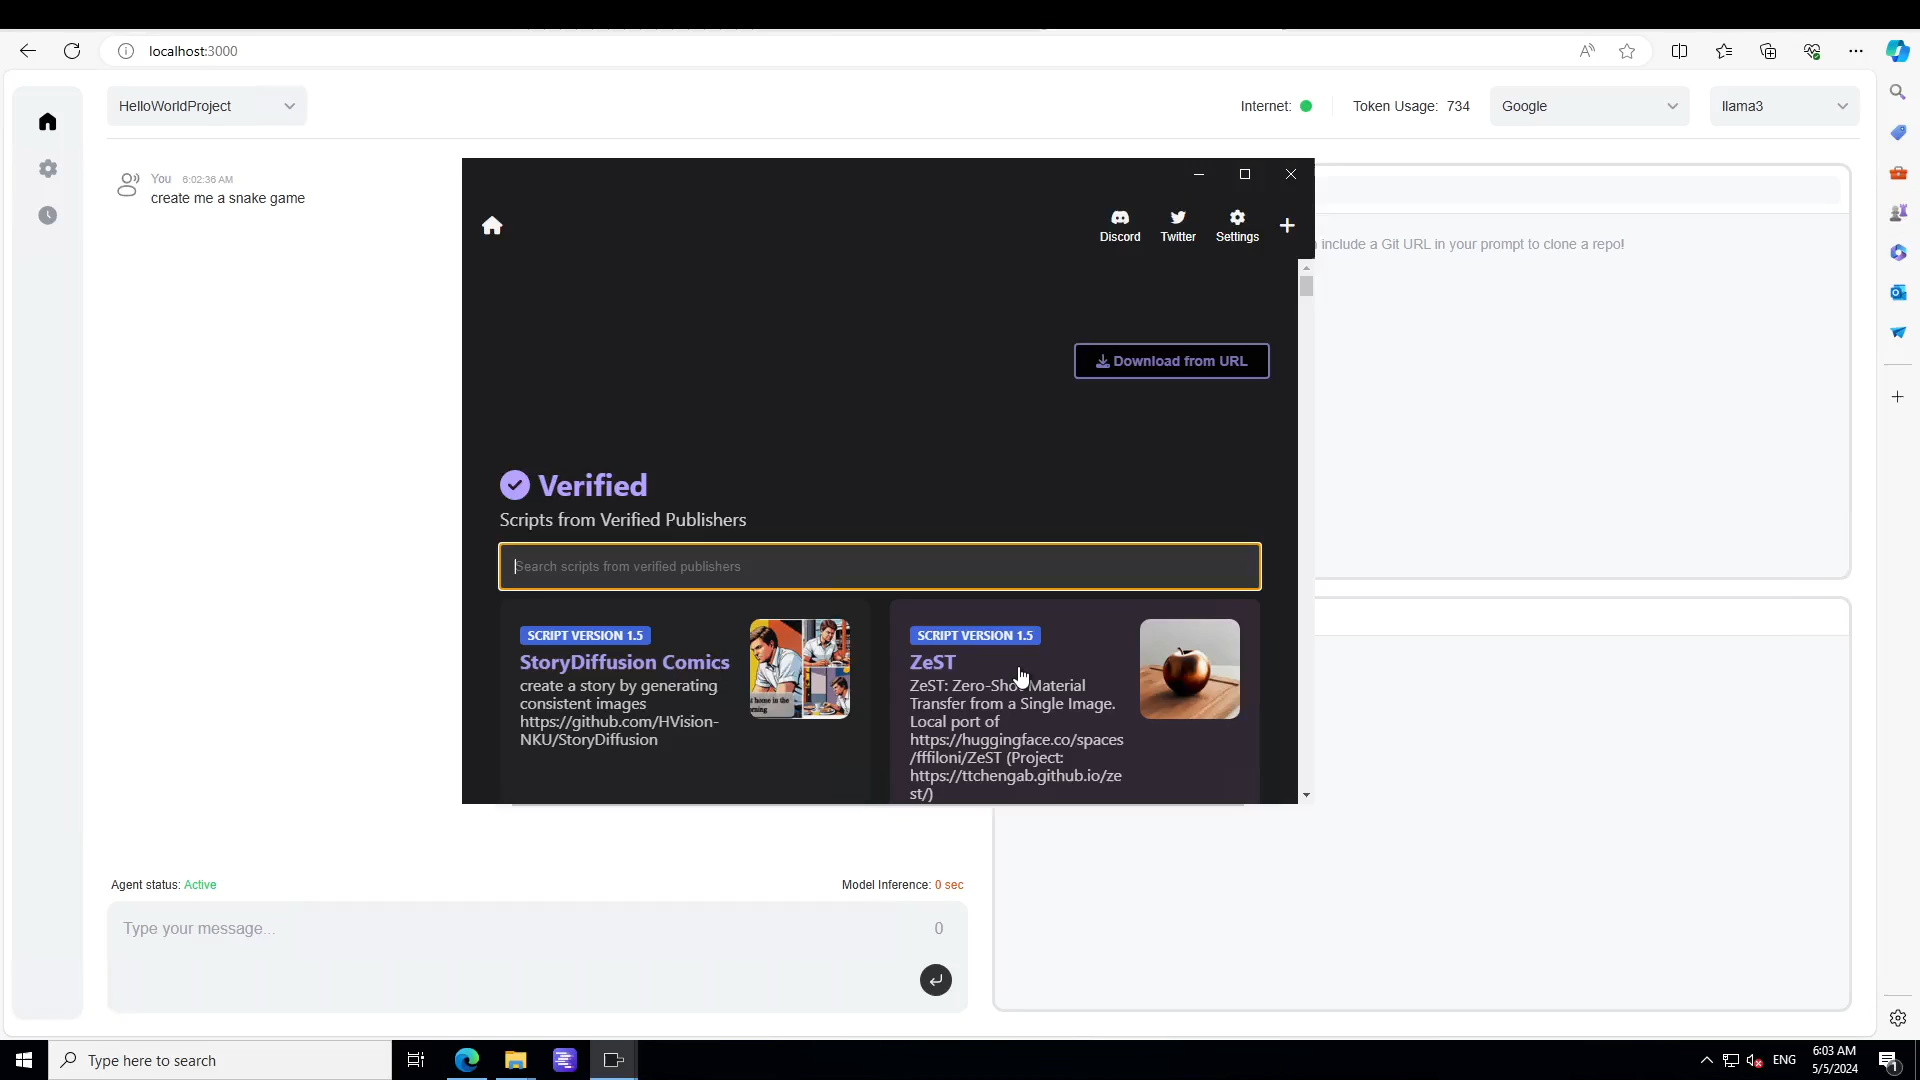 localhost:3000
HelloWorldProject
Internet:
Token Usage: 734
Google
llama3
You 6:02:36 AM
create me a snake game
Discord
Twitter
Settings
include a Git URL in your prompt to clone a repo!
Download from URL
Verified
Scripts from Verified Publishers
Search scripts from verified publishers
SCRIPT VERSION 1.5
StoryDiffusion Comics
create a story by generating
consistent images
https://github.com/HVision-
NKU/StoryDiffusion
SCRIPT VERSION 1.5
ZeST
ZeST: Zero-Shot Material
Transfer from a Single Image.
Local port of
https://huggingface.co/spaces
/fffiloni/ZeST (Project:
https://ttchengab.github.io/ze
st/)
Agent status: Active
Model Inference: 0 sec
Type your message...
0
Type here to search
ENG
6:03 AM
5/5/2024
1